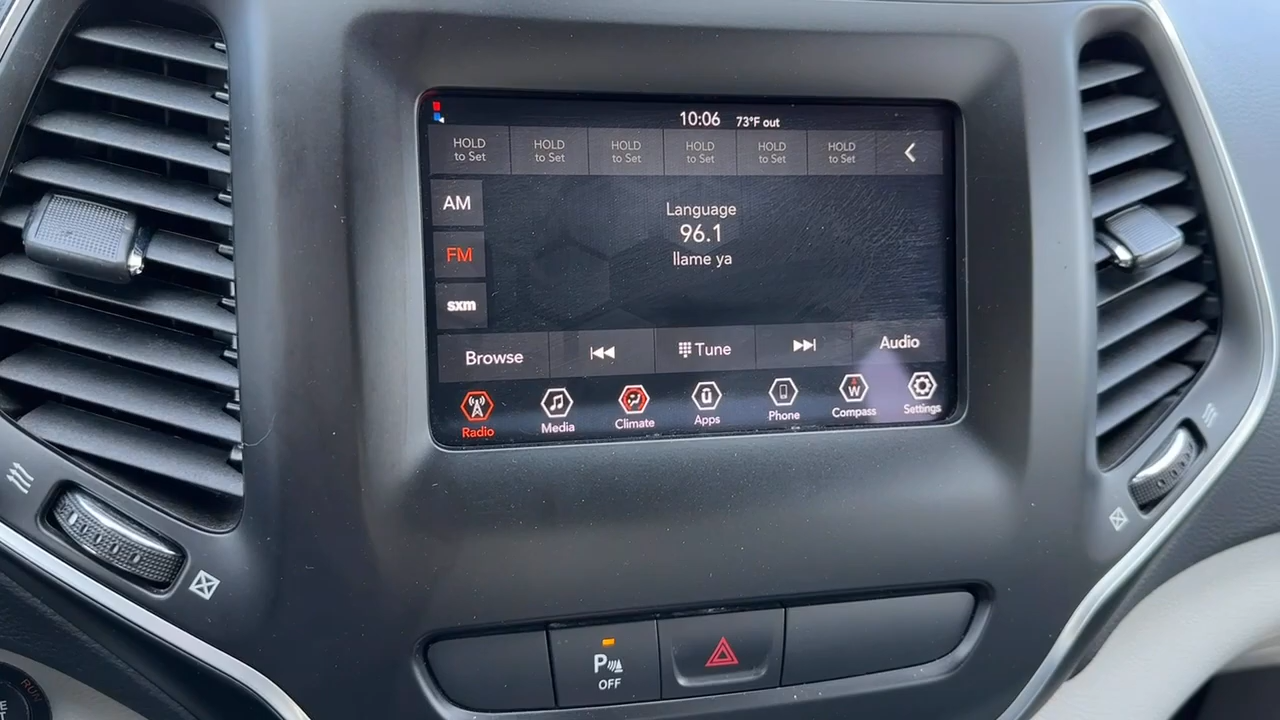 10:06 73°F out
HOLD HOLD HOLD HOLD HOLD HOLD
to Set to Set to Set to Set to Set to Set
AM
Language
96.1
FM
llame ya
sxm
Browse Tune Audio
Radio Media Climate Apps Phone Compass Settings
W
P
OFF
RUN